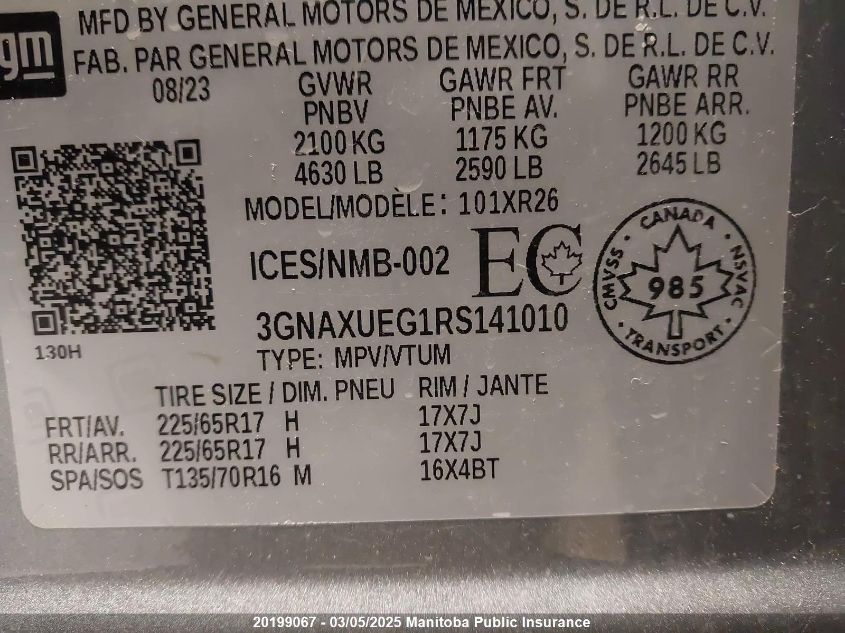 gm
MFD BY GENERAL MOTORS DE MEXICO, S. DE R.L. DE C.V.
FAB. PAR GENERAL MOTORS DE MEXICO, S. DE R.L. DE C.V.
08/23 GVWR GAWR FRT GAWR RR
PNBV PNBE AV. PNBE ARR.
2100 KG 1175 KG 1200 KG
4630 LB 2590 LB 2645 LB
MODEL/MODÈLE: 101XR26
ICES/NMB-002 EC
CANADA
CMVSS • 985 • NSVAC
TRANSPORT
3GNAXUEG1RS141010
130H
TYPE: MPV/VTUM
TIRE SIZE / DIM. PNEU RIM / JANTE
FRT/AV. 225/65R17 H 17X7J
RR/ARR. 225/65R17 H 17X7J
SPA/SOS T135/70R16 M 16X4BT
20199067 - 03/05/2025 - Manitoba Public Insurance